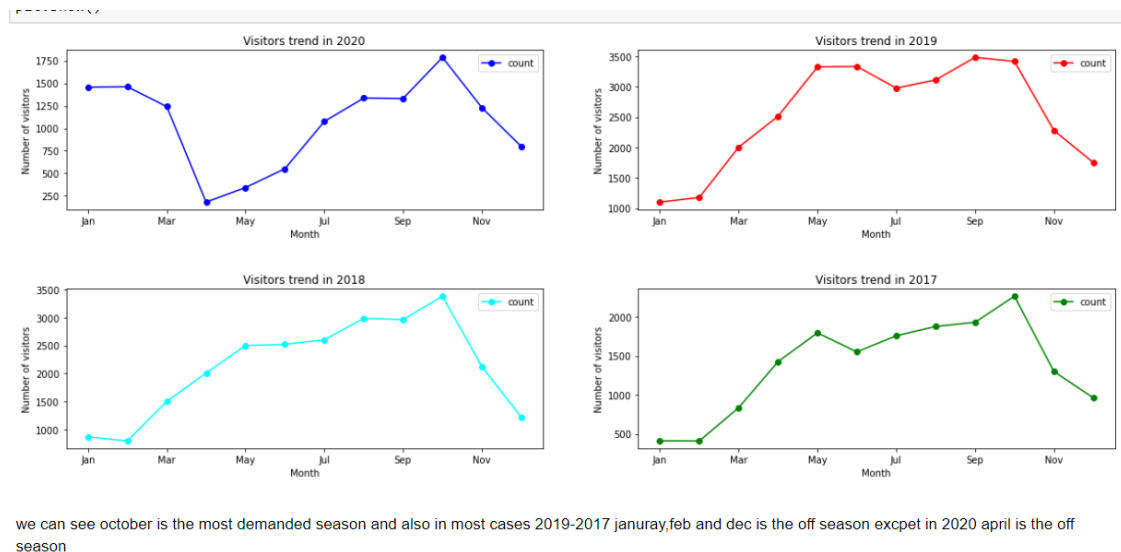 Visitors trend in 2020
count
1750
1500
1250
1000
750
500
250
Number of visitors
Jan Mar May Jul Sep Nov
Month
Visitors trend in 2019
count
3500
3000
2500
2000
1500
1000
Number of visitors
Jan Mar May Jul Sep Nov
Month
Visitors trend in 2018
count
3500
3000
2500
2000
1500
1000
Number of visitors
Jan Mar May Jul Sep Nov
Month
Visitors trend in 2017
count
2000
1500
1000
500
Number of visitors
Jan Mar May Jul Sep Nov
Month
we can see october is the most demanded season and also in most cases 2019-2017 januray,feb and dec is the off season excpet in 2020 april is the off
season